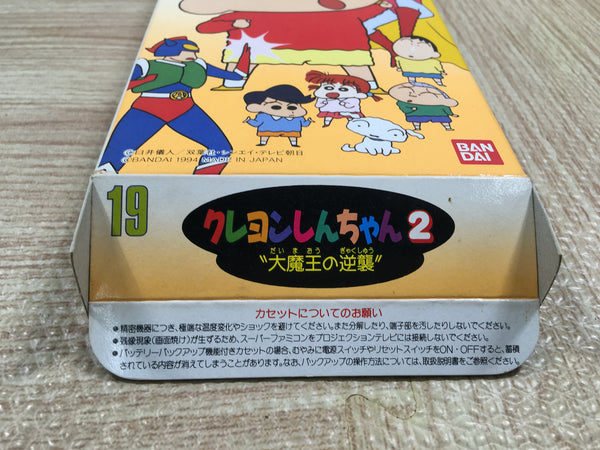 ©臼井儀人/双葉社・シンエイ・テレビ朝日
©BANDAI 1994 MADE IN JAPAN
BAN
DAI
19
クレヨンしんちゃん2
だいまおう ぎゃくしゅう
"大魔王の逆襲"
カセットについてのお願い
●精密機器につき、極端な温度変化やショックを避けてください。また分解したり、端子部を汚したりしないでください。
●残像現象(画面焼け)が生ずるため、スーパーファミコンをプロジェクションテレビには接続しないでください。
●バッテリーバックアップ機能付きカセットの場合、むやみに電源スイッチやリセットスイッチをON・OFFすると、蓄積
されている内容が消えてしまうことがあります。なお、バックアップの操作方法については、取扱説明書をご参照ください。